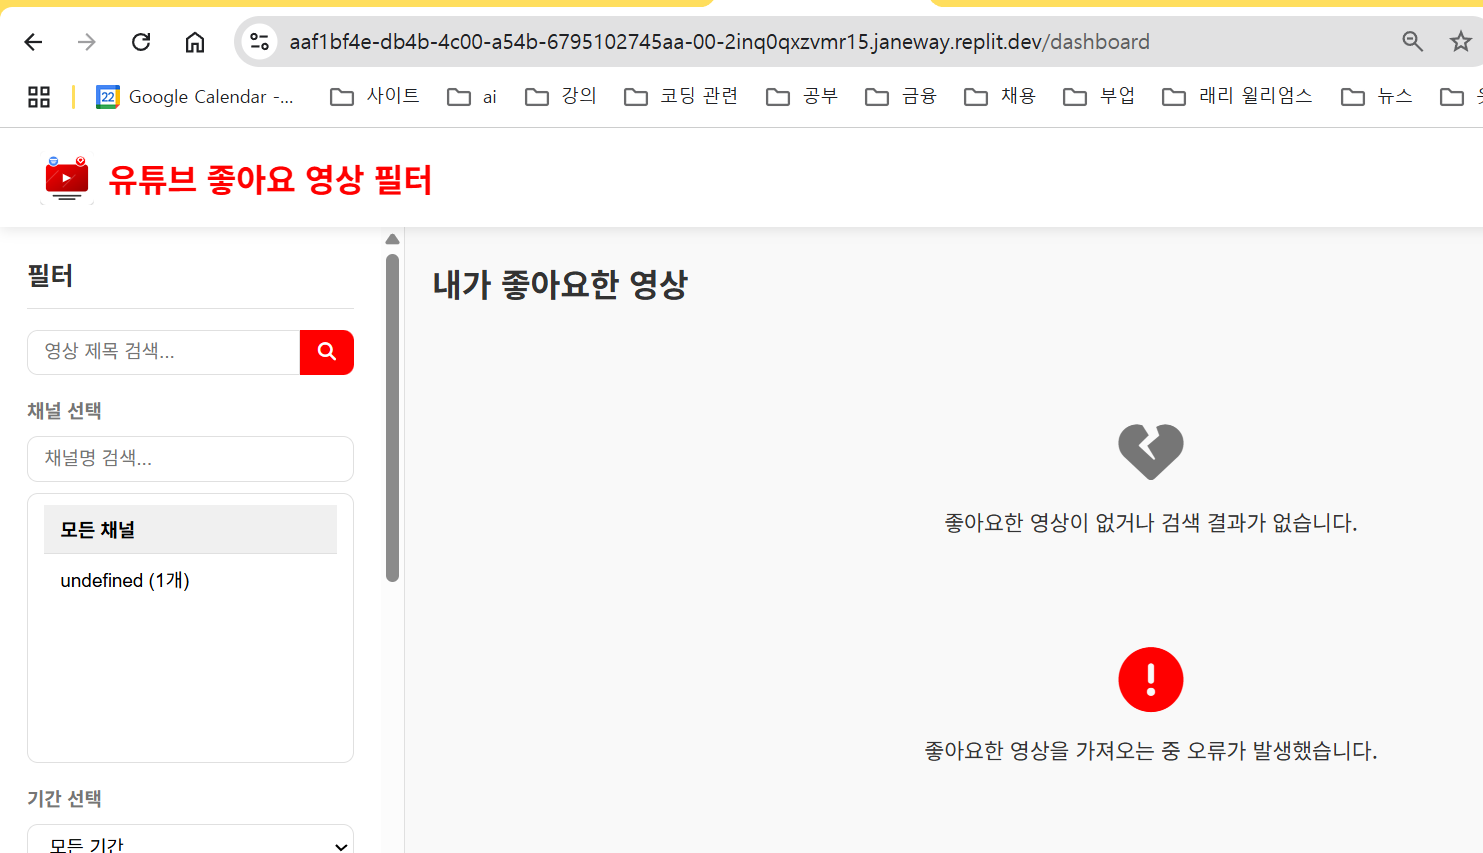 aaf1bf4e-db4b-4c00-a54b-6795102745aa-00-2inq0qxzvmr15.janeway.replit.dev/dashboard
22 Google Calendar -... 사이트 ai 강의 코딩 관련 공부 금융 채용 부업 래리 윌리엄스 뉴스
유튜브 좋아요 영상 필터
필터
영상 제목 검색...
채널 선택
채널명 검색...
모든 채널
undefined (1개)
기간 선택
모든 기간
내가 좋아요한 영상
좋아요한 영상이 없거나 검색 결과가 없습니다.
좋아요한 영상을 가져오는 중 오류가 발생했습니다.